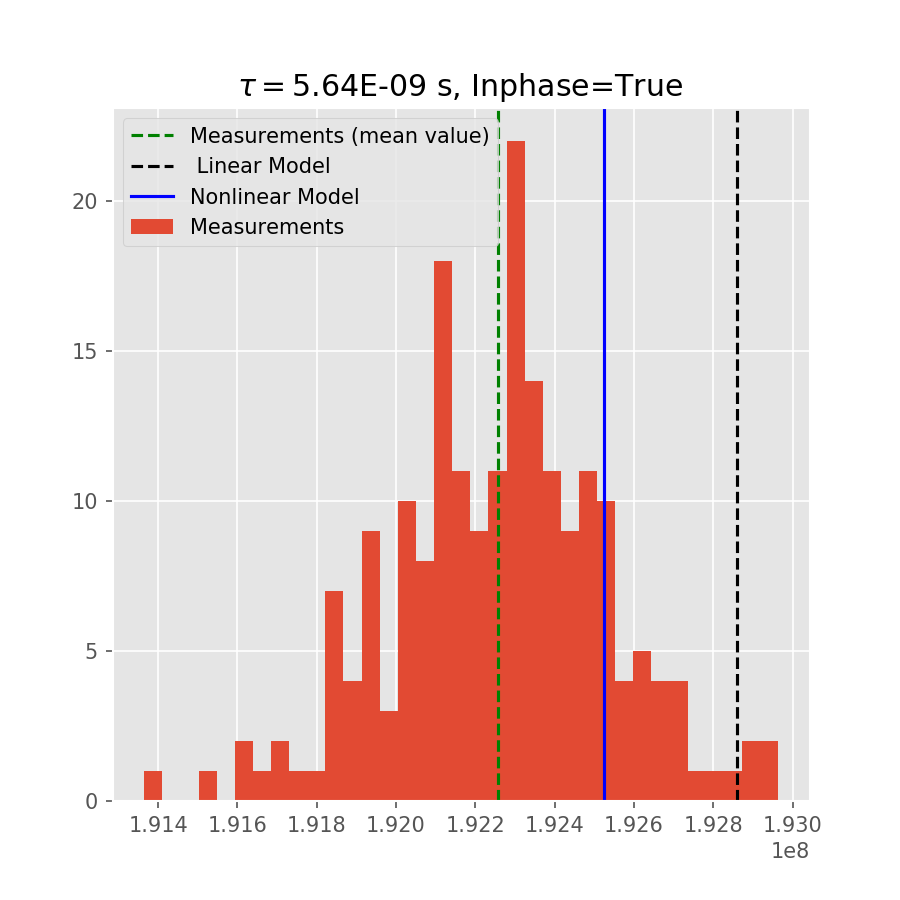 τ = 5.64E-09 s, Inphase=True
Measurements (mean value)
Linear Model
Nonlinear Model
Measurements
20
15
10
5
0
1.914 1.916 1.918 1.920 1.922 1.924 1.926 1.928 1.930
1e8